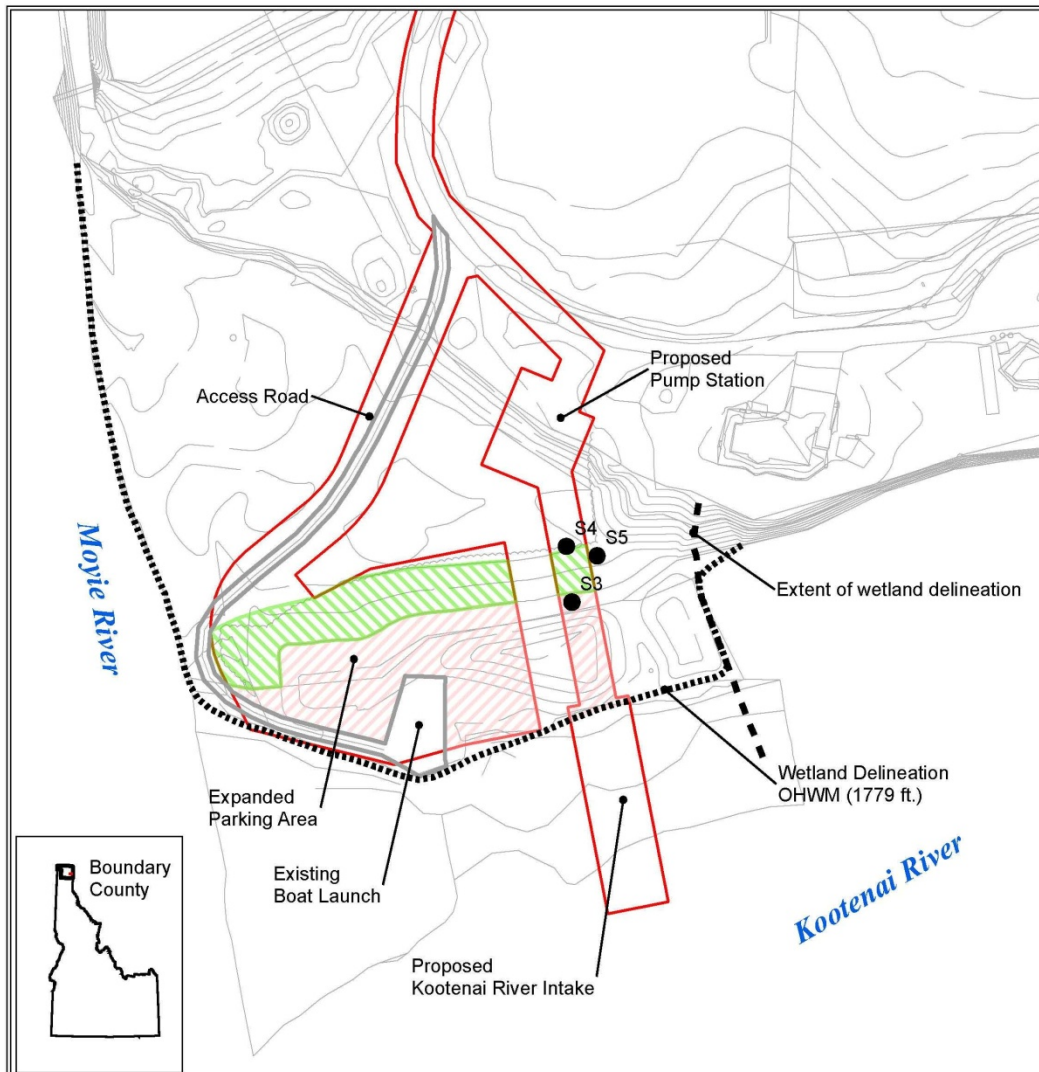 Proposed
Pump Station
Access Road
Moyie River
S4
S5
S3
Extent of wetland delineation
Wetland Delineation
OHWM (1779 ft.)
Expanded
Parking Area
Existing
Boat Launch
Proposed
Kootenai River Intake
Kootenai River
Boundary
County